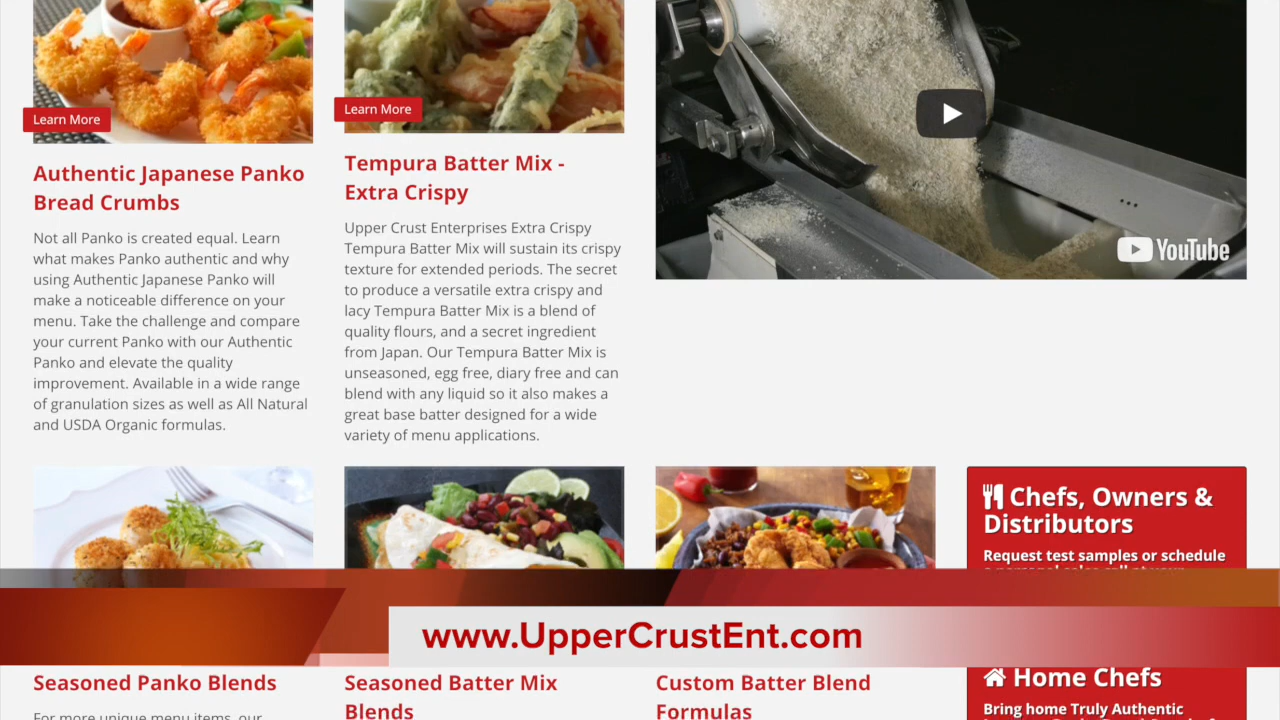 Learn More
Authentic Japanese Panko
Bread Crumbs
Not all Panko is created equal. Learn
what makes Panko authentic and why
using Authentic Japanese Panko will
make a noticeable difference on your
menu. Take the challenge and compare
your current Panko with our Authentic
Panko and elevate the quality
improvement. Available in a wide range
of granulation sizes as well as All Natural
and USDA Organic formulas.
Learn More
Tempura Batter Mix -
Extra Crispy
Upper Crust Enterprises Extra Crispy
Tempura Batter Mix will sustain its crispy
texture for extended periods. The secret
to produce a versatile extra crispy and
lacy Tempura Batter Mix is a blend of
quality flours, and a secret ingredient
from Japan. Our Tempura Batter Mix is
unseasoned, egg free, diary free and can
blend with any liquid so it also makes a
great base batter designed for a wide
variety of menu applications.
YouTube
Chefs, Owners &
Distributors
Request test samples or schedule
www.UpperCrustEnt.com
Seasoned Panko Blends
For more unique menu items, our
Seasoned Batter Mix
Blends
Custom Batter Blend
Formulas
Home Chefs
Bring home Truly Authentic